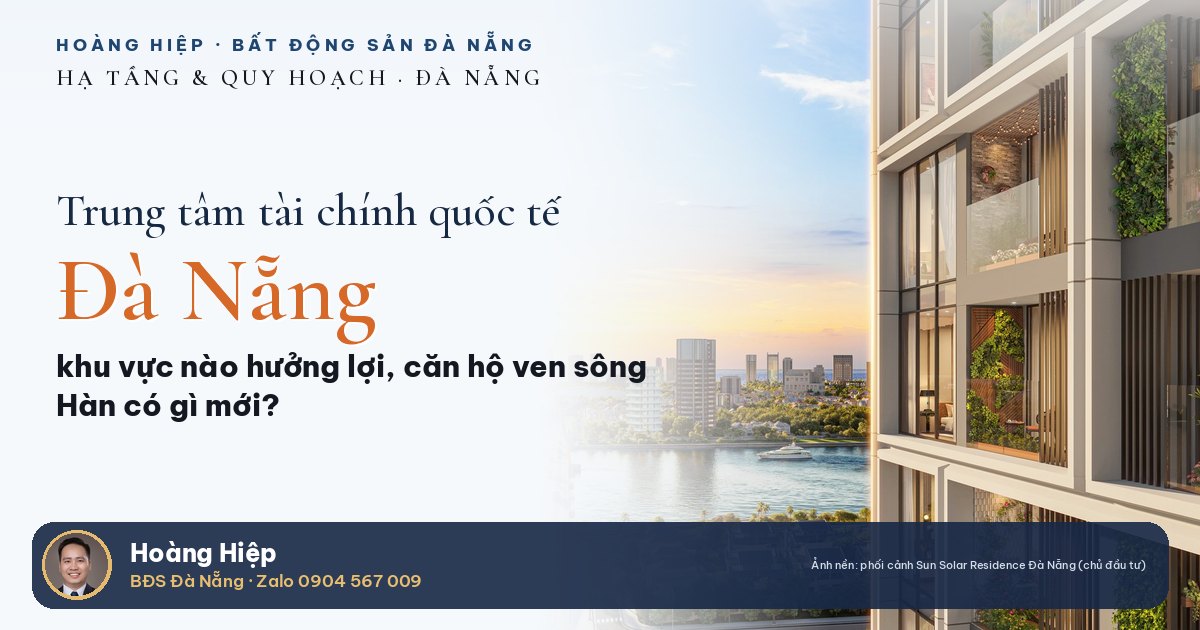 HOÀNG HIỆP · BẤT ĐỘNG SẢN ĐÀ NẴNG
HẠ TẦNG & QUY HOẠCH · ĐÀ NẴNG
Trung tâm tài chính quốc tế
Đà Nẵng
khu vực nào hưởng lợi, căn hộ ven sông
Hàn có gì mới?
Hoàng Hiệp
BĐS Đà Nẵng · Zalo 0904 567 009
Ảnh nền: phối cảnh Sun Solar Residence Đà Nẵng (chủ đầu tư)